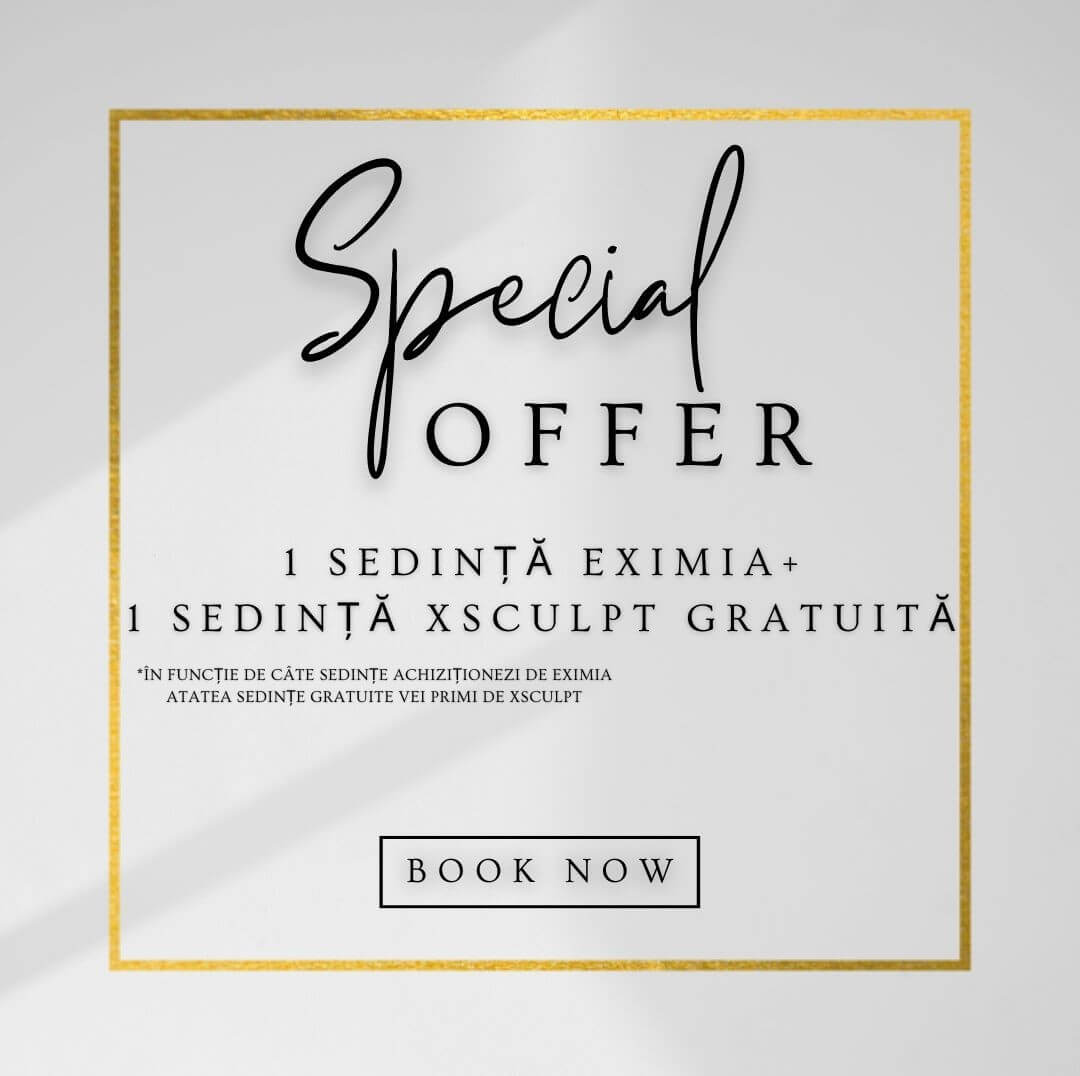 Special
OFFER
1 SEDINȚĂ EXIMIA+
1 SEDINȚĂ XSCULPT GRATUITĂ
*ÎN FUNCȚIE DE CÂTE SEDINȚE ACHIZIȚIONEZI DE EXIMIA
ATATEA SEDINȚE GRATUITE VEI PRIMI DE XSCULPT
BOOK NOW